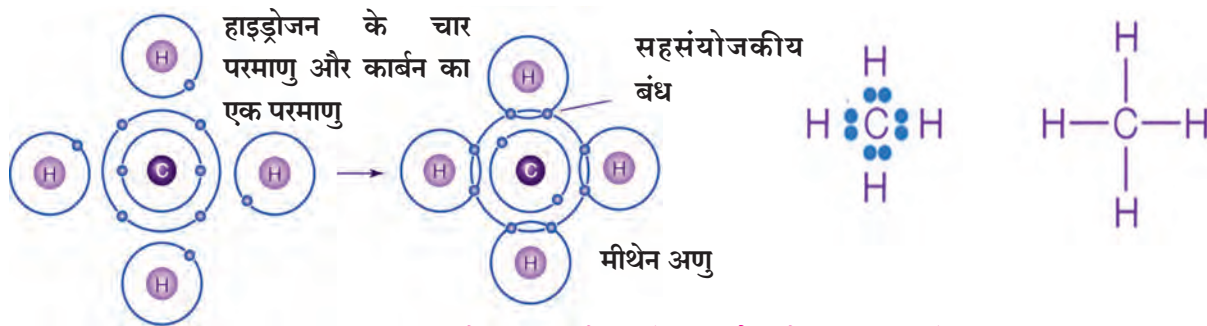 हाइड्रोजन के चार
परमाणु और कार्बन का
एक परमाणु
H
H
C
H
H
सहसंयोजकीय
बंध
H
H
C
H
H
मीथेन अणु
H
H C H
H
H
H—C—H
H